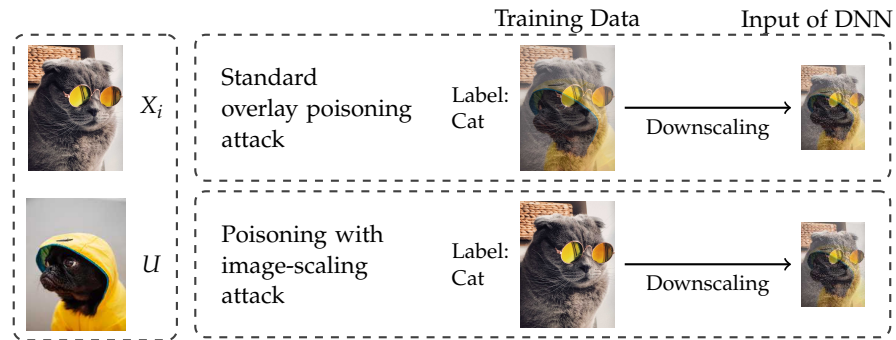 Training Data
Input of DNN
X_i
Standard
overlay poisoning
attack
Label:
Cat
Downscaling
U
Poisoning with
image-scaling
attack
Label:
Cat
Downscaling